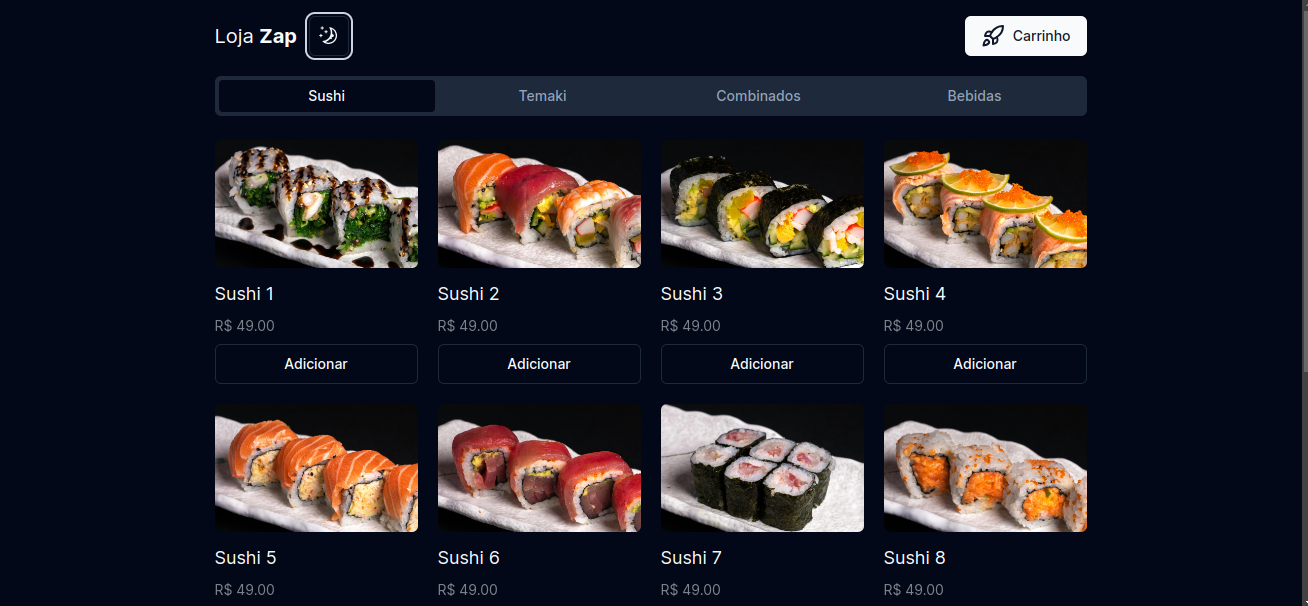 Loja Zap
Carrinho
Sushi Temaki Combinados Bebidas
Sushi 1 Sushi 2 Sushi 3 Sushi 4
R$ 49.00 R$ 49.00 R$ 49.00 R$ 49.00
Adicionar Adicionar Adicionar Adicionar
Sushi 5 Sushi 6 Sushi 7 Sushi 8
R$ 49.00 R$ 49.00 R$ 49.00 R$ 49.00